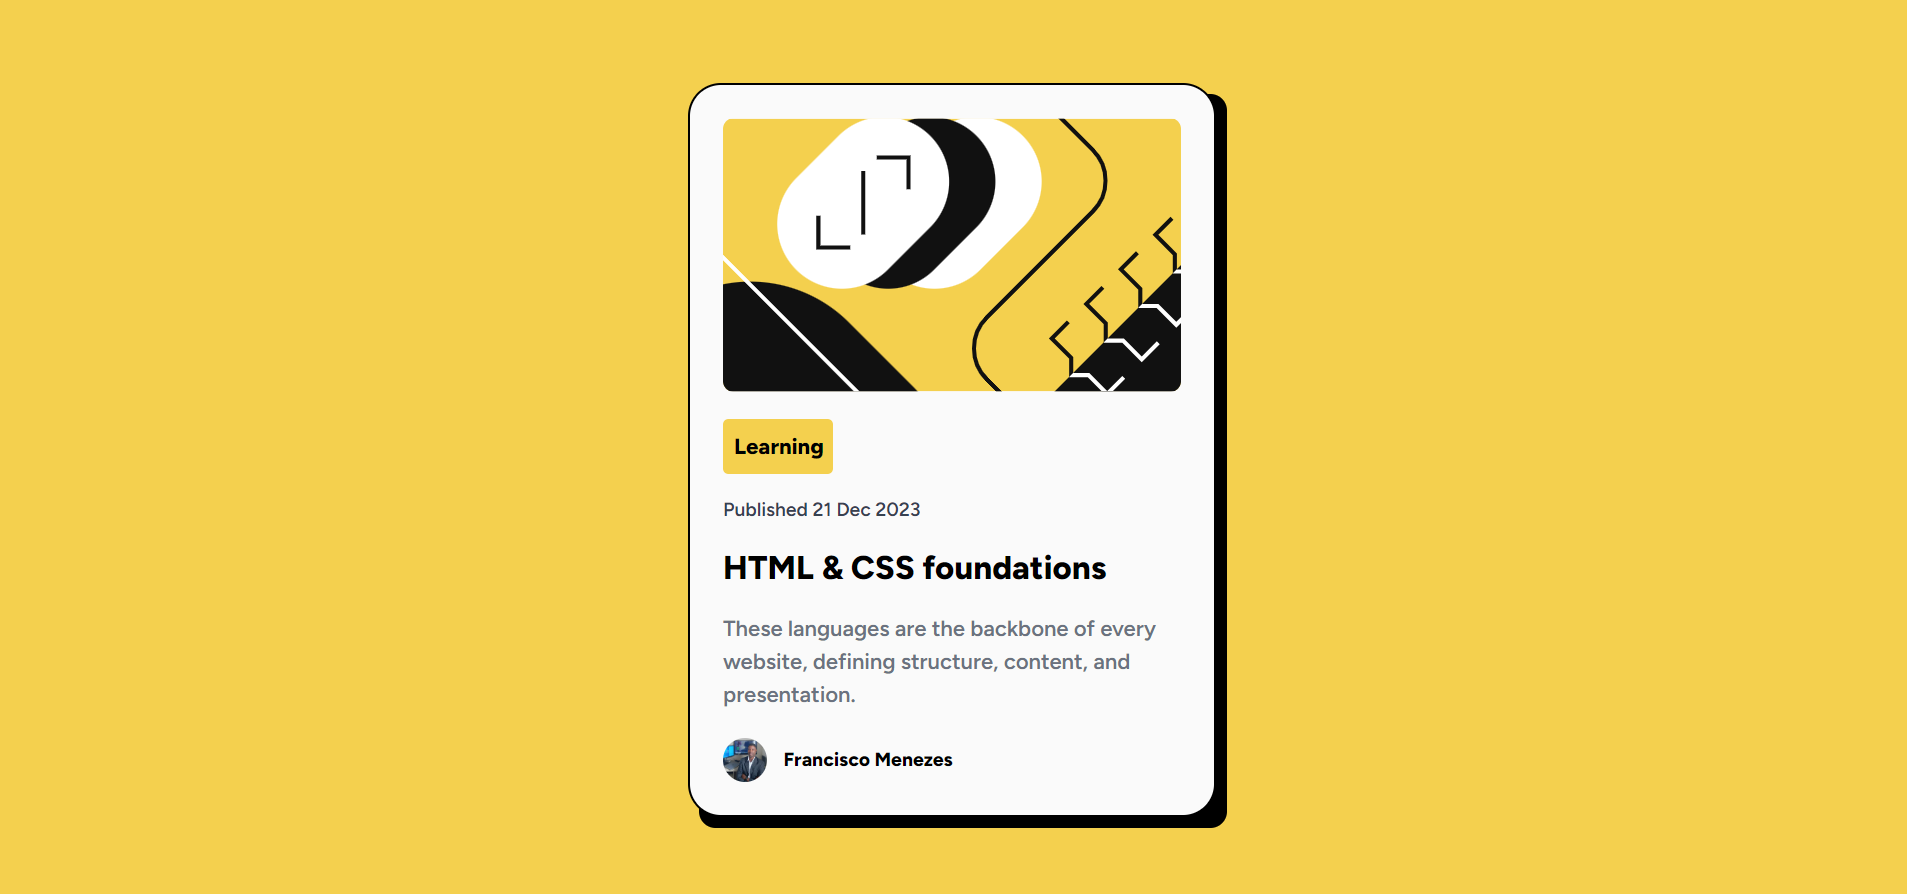 Learning
Published 21 Dec 2023
HTML & CSS foundations
These languages are the backbone of every
website, defining structure, content, and
presentation.
Francisco Menezes